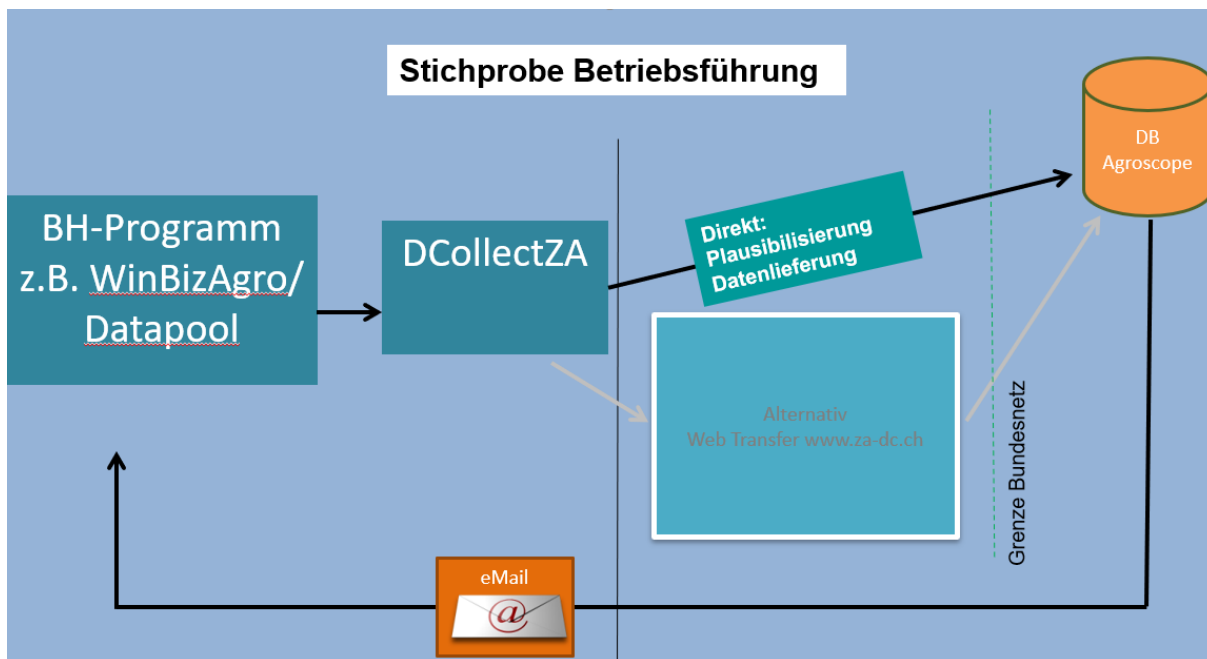 Stichprobe Betriebsführung
DB
Agroscope
BH-Programm
z.B. WinBizAgro/
Datapool
DCollectZA
Direkt:
Plausibilisierung
Datenlieferung
Alternativ
Web Transfer www.za-dc.ch
Grenze Bundesnetz
eMail
@